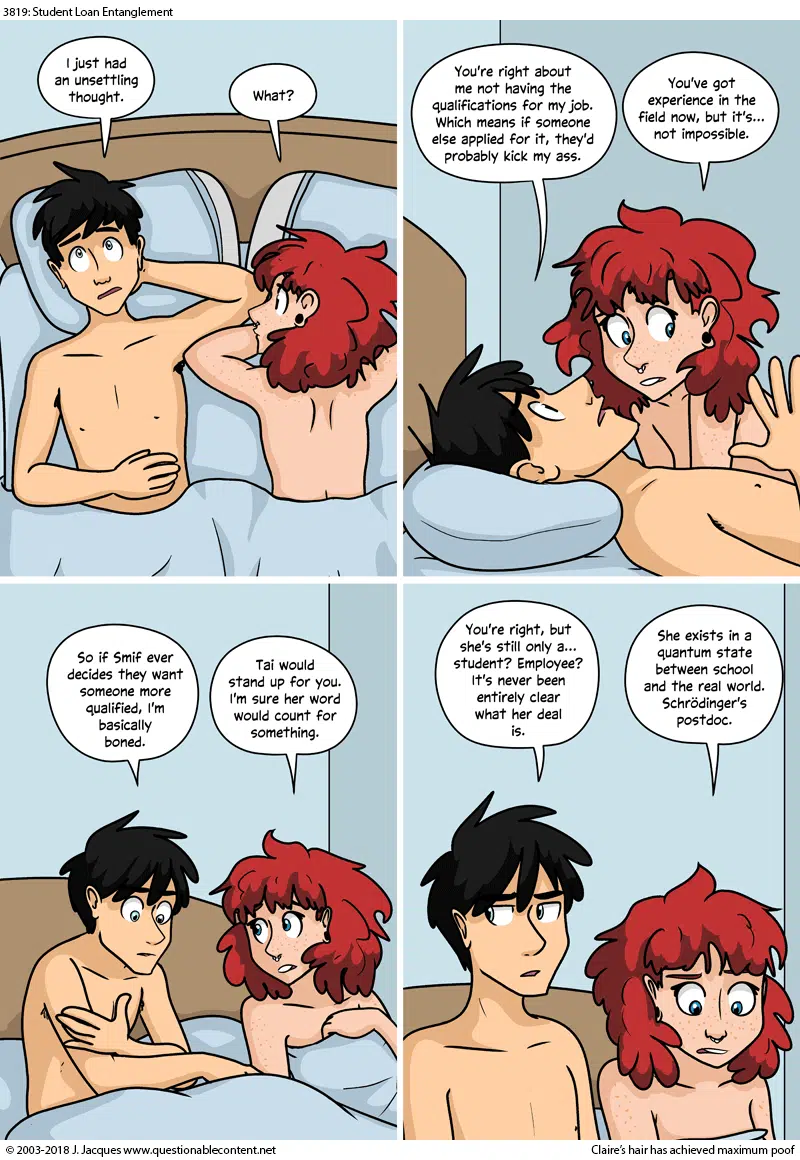 3819: Student Loan Entanglement
I just had
an unsettling
thought.
What?
You're right about
me not having the
qualifications for my job.
Which means if someone
else applied for it, they'd
probably kick my ass.
You've got
experience in the
field now, but it's...
not impossible.
So if Smif ever
decides they want
someone more
qualified, I'm
basically
boned.
Tai would
stand up for you.
I'm sure her word
would count for
something.
You're right, but
she's still only a...
student? Employee?
It's never been
entirely clear
what her deal
is.
She exists in a
quantum state
between school
and the real world.
Schrödinger's
postdoc.
© 2003-2018 J. Jacques www.questionablecontent.net
Claire's hair has achieved maximum poof